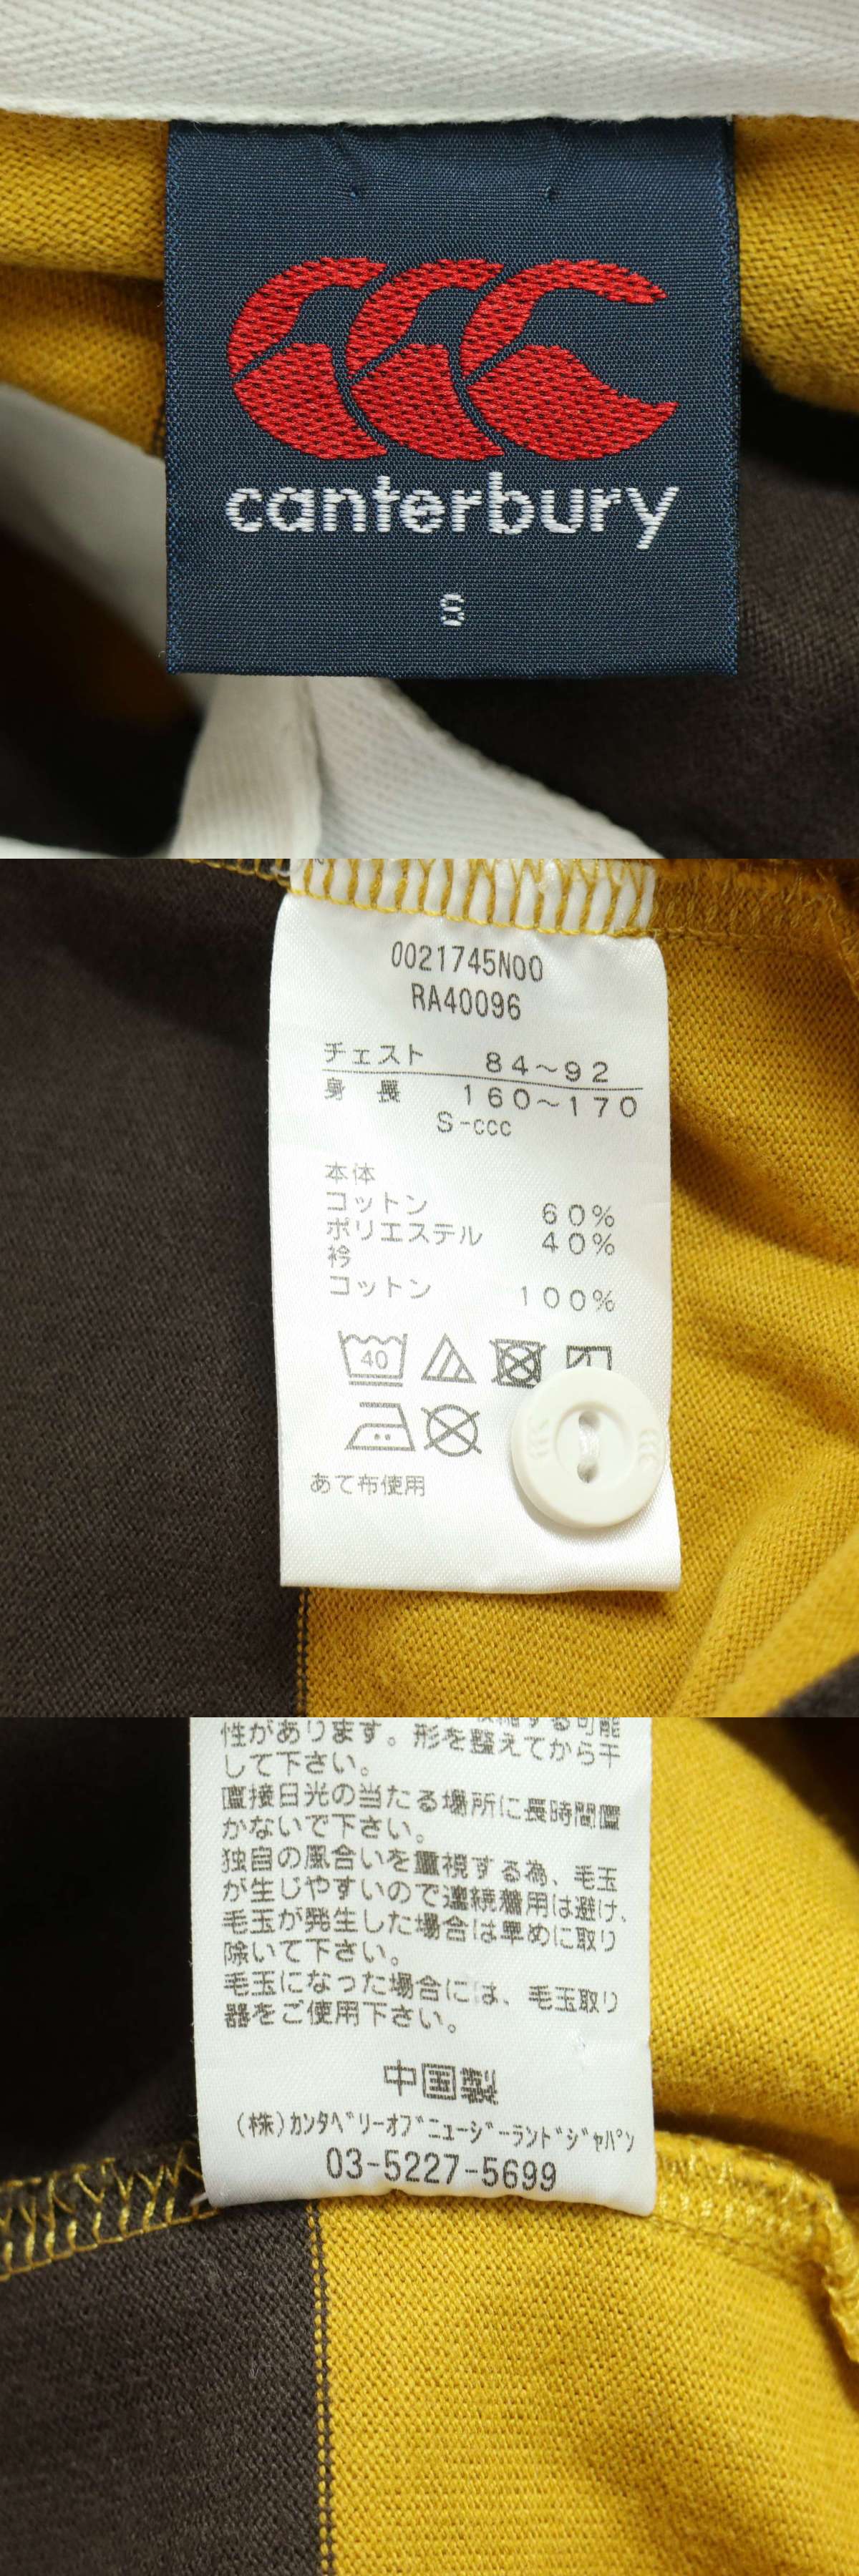 canterbury
S
0021745N00
RA40096
チェスト 84〜92
身長 160〜170
S-ccc
本体
コットン 60%
ポリエステル 40%
衿
コットン 100%
40
あて布使用
する可能
性があります。形を整えてから干
して下さい。
直接日光の当たる場所に長時間置
かないで下さい。
独自の風合いを重視する為、毛玉
が生じやすいので連続着用は避け、
毛玉が発生した場合は早めに取り
除いて下さい。
毛玉になった場合には、毛玉取り
器をご使用下さい。
中国製
(株)カンタベリーオブニュージーランドジャパン
03-5227-5699